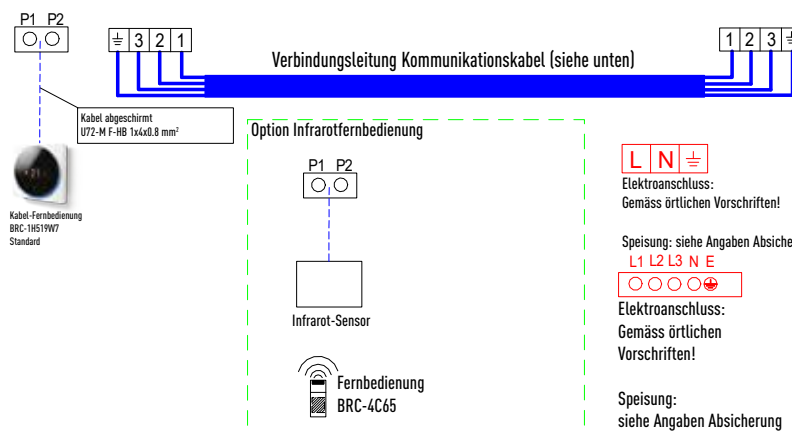 P1 P2
3 2 1
Verbindungsleitung Kommunikationskabel (siehe unten)
1 2 3
Kabel abgeschirmt
U72-M F-HB 1x4x0.8 mm²
Kabel-Fernbedienung
BRC-1H519W7
Standard
Option Infrarotfernbedienung
P1 P2
Infrarot-Sensor
Fernbedienung
BRC-4C65
L N
Elektroanschluss:
Gemäss örtlichen Vorschriften!
Speisung: siehe Angaben Absiche
L1 L2 L3 N E
Elektroanschluss:
Gemäss örtlichen
Vorschriften!
Speisung:
siehe Angaben Absicherung